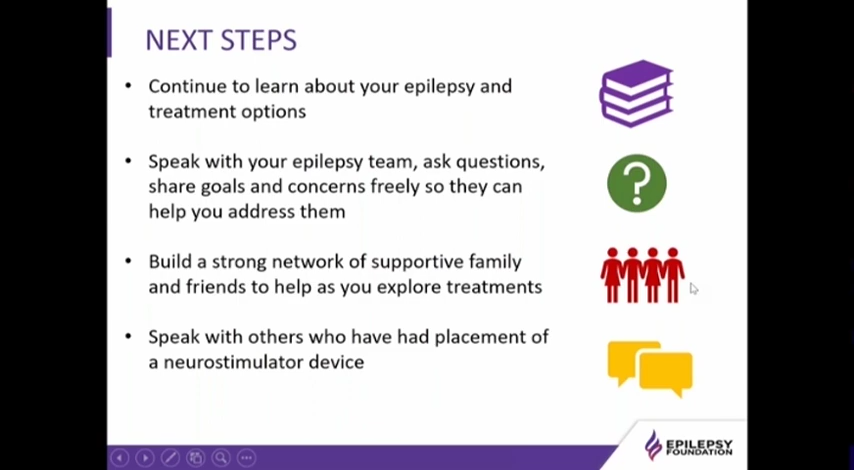 NEXT STEPS
• Continue to learn about your epilepsy and
treatment options
• Speak with your epilepsy team, ask questions,
share goals and concerns freely so they can
help you address them
• Build a strong network of supportive family
and friends to help as you explore treatments
• Speak with others who have had placement of
a neurostimulator device
?
EPILEPSY
FOUNDATION